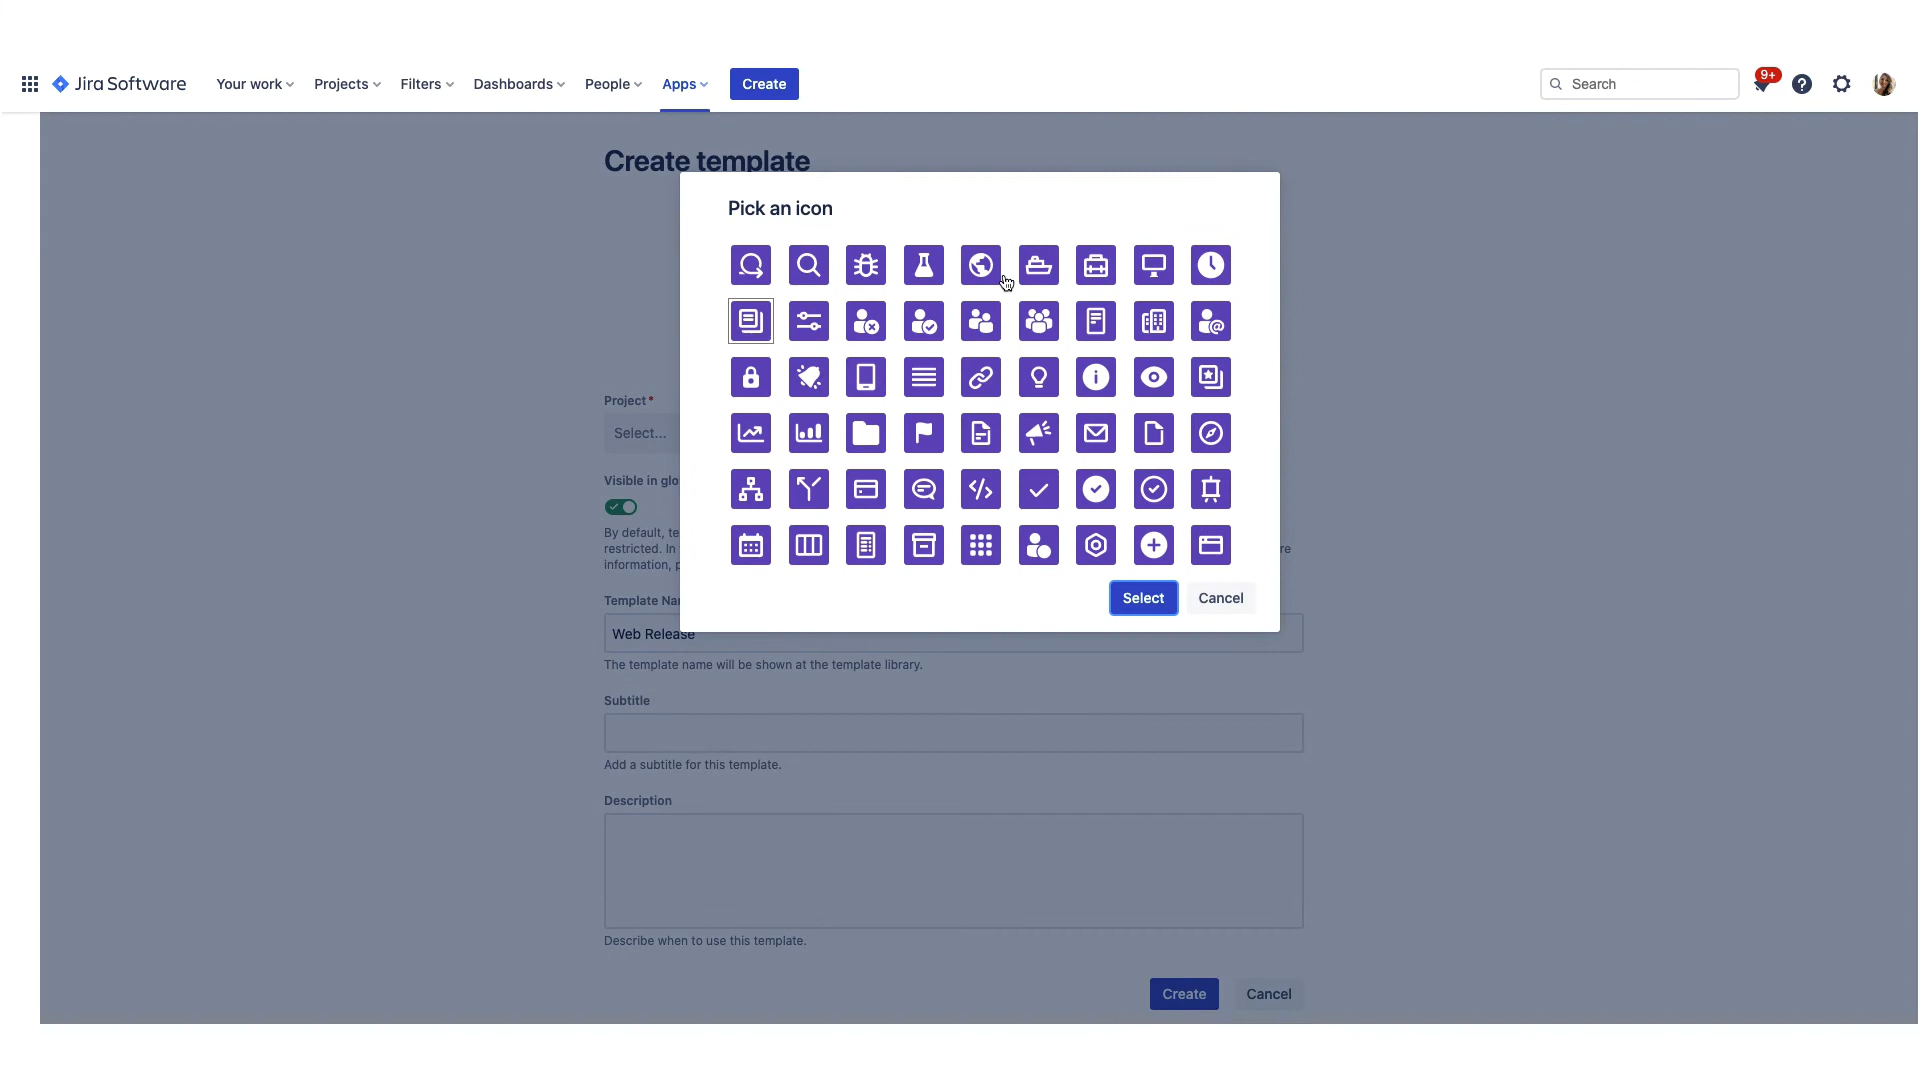 Jira Software Your work Projects Filters Dashboards People Apps Create Search 9+
Create template
Pick an icon
Project*
Select...
Visible in glo
By default, te
restricted. In
re
information, p
Select Cancel
Template Nar
Web Release
The template name will be shown at the template library.
Subtitle
Add a subtitle for this template.
Description
Describe when to use this template.
Create Cancel